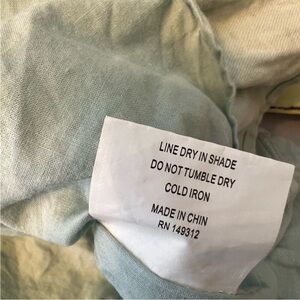 LINE DRY IN SHADE
DO NOT TUMBLE DRY
COLD IRON
MADE IN CHIN
RN 149312